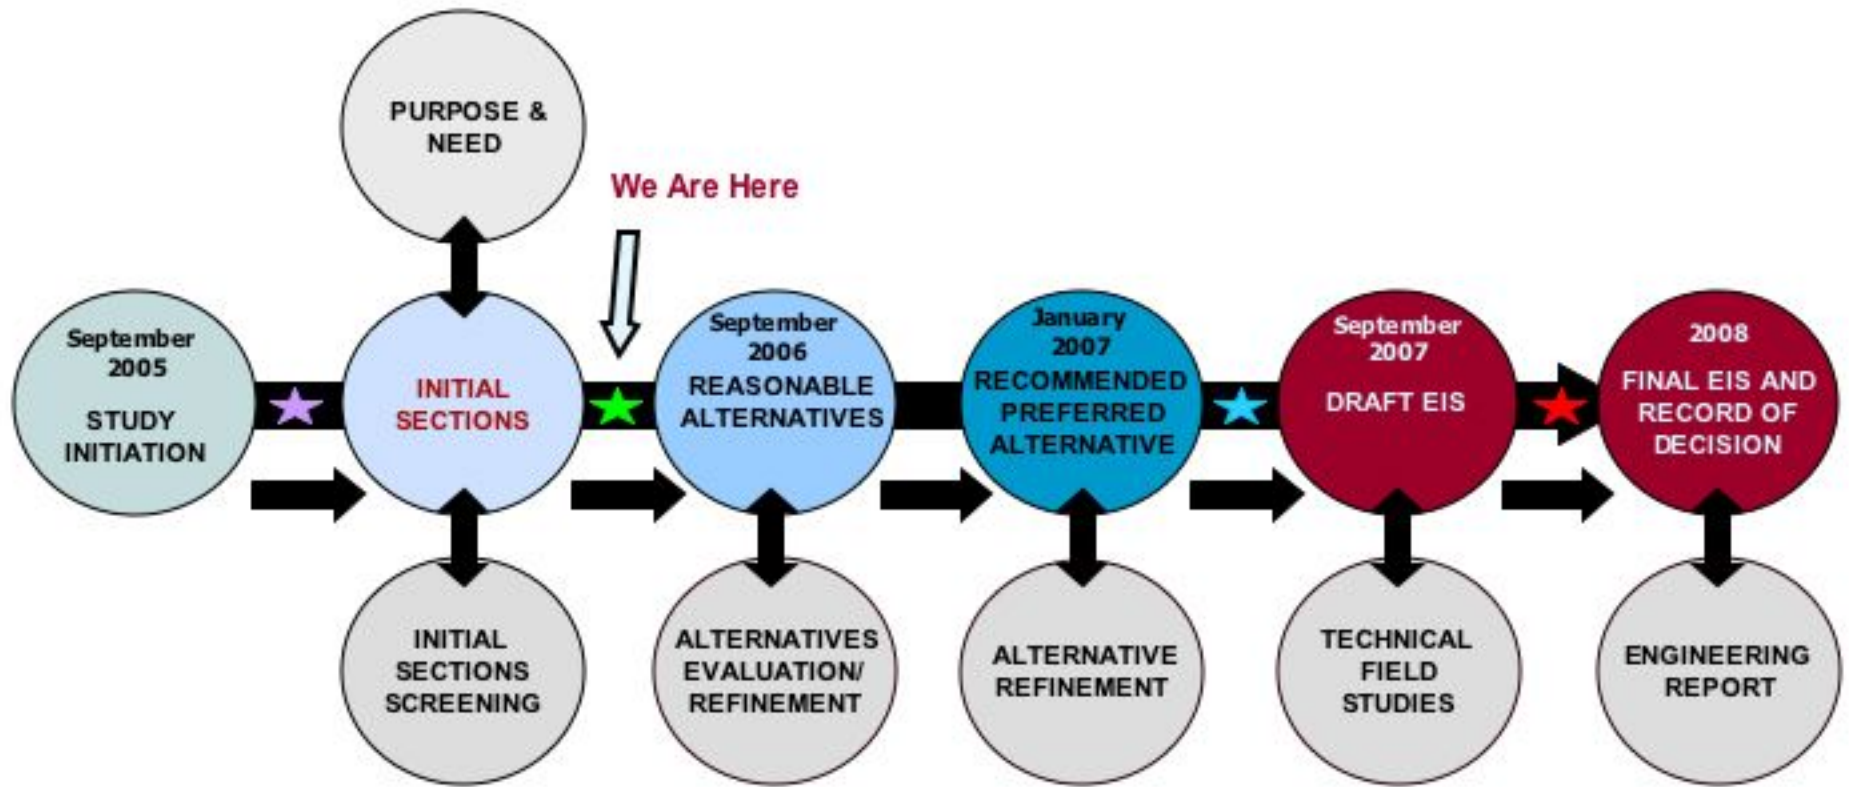 PURPOSE &
NEED
We Are Here
September
2005
STUDY
INITIATION
INITIAL
SECTIONS
September
2006
REASONABLE
ALTERNATIVES
January
2007
RECOMMENDED
PREFERRED
ALTERNATIVE
September
2007
DRAFT EIS
2008
FINAL EIS AND
RECORD OF
DECISION
INITIAL
SECTIONS
SCREENING
ALTERNATIVES
EVALUATION/
REFINEMENT
ALTERNATIVE
REFINEMENT
TECHNICAL
FIELD
STUDIES
ENGINEERING
REPORT